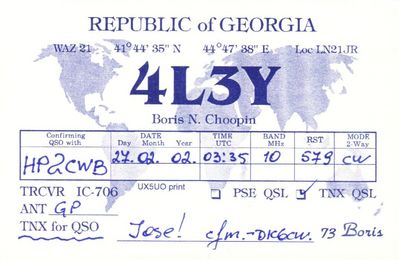 REPUBLIC of GEORGIA
WAZ 21 41°44'35" N 44°47'38" E Loc LN21JR
4L3Y
Boris N. Choopin
Confirming QSO with Day DATE Month Year TIME UTC BAND MHz RST MODE 2-Way
HP2CWB 27. 02. 02. 03:35 10 579 CW
TRCVR IC-706 UX5UO print PSE QSL TNX QSL
ANT GP
TNX for QSO Jose! cfm.-DK6CW. 73 Boris